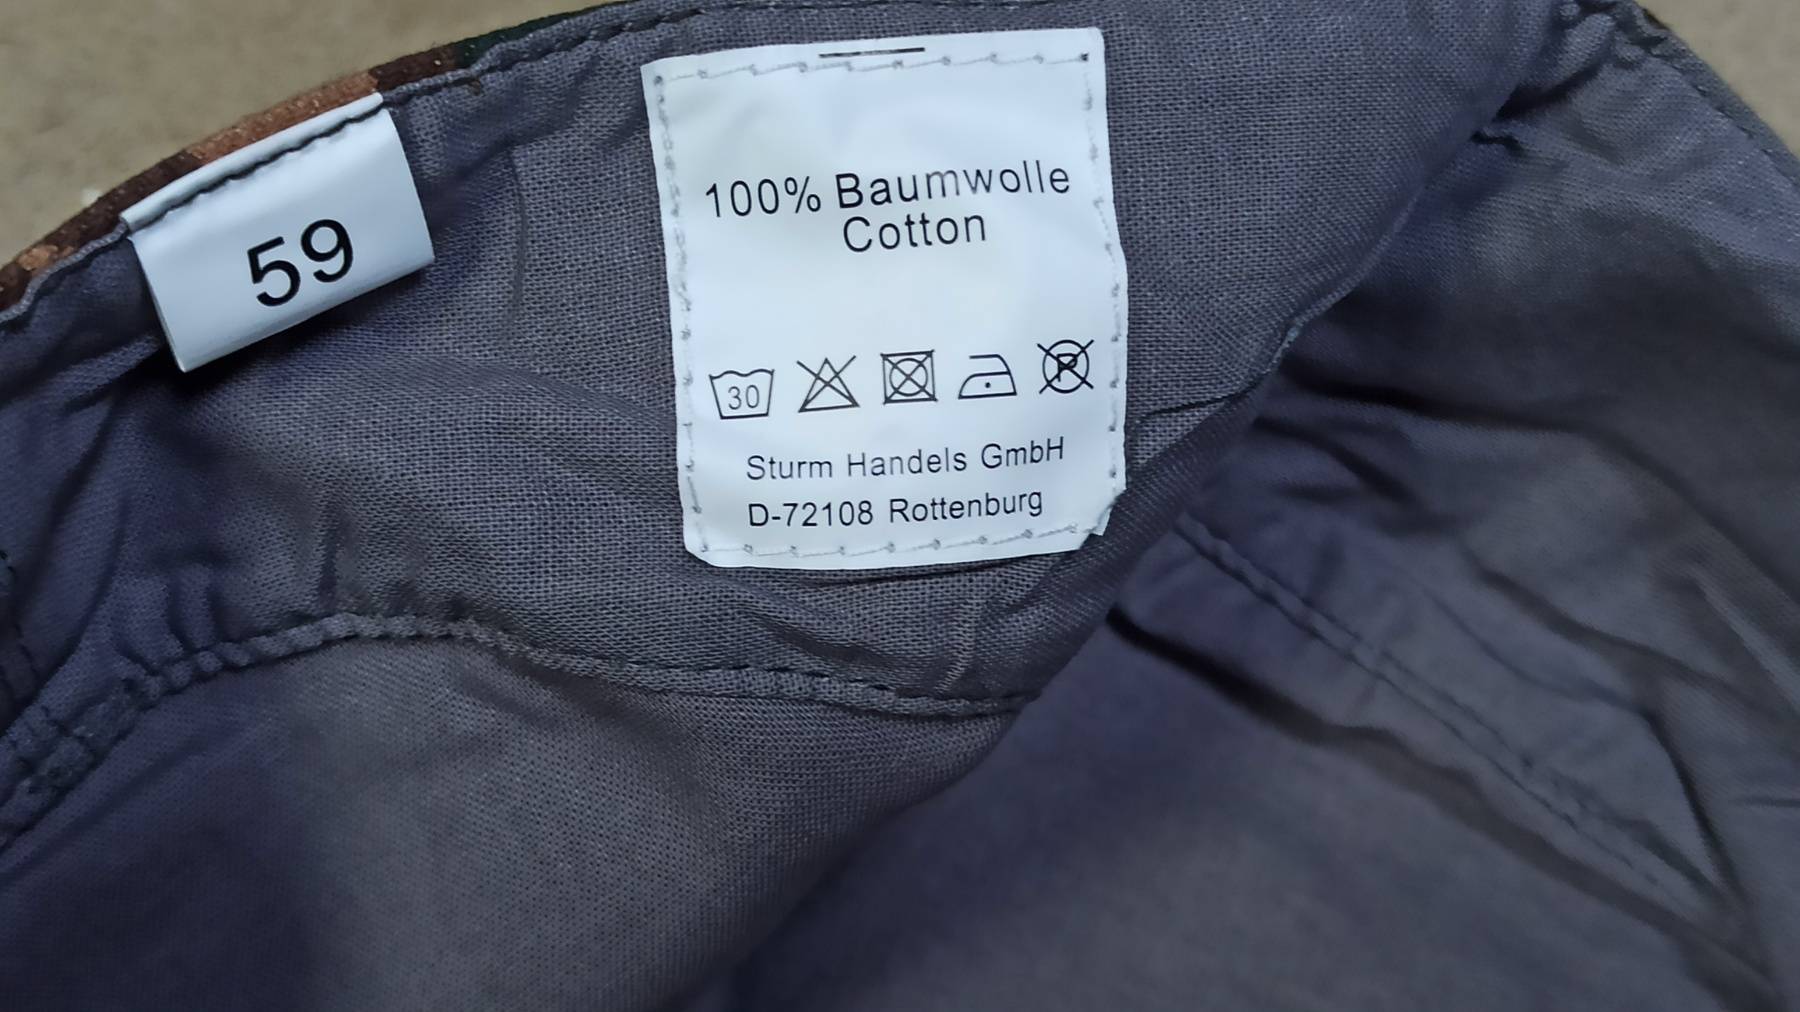 59
100% Baumwolle
Cotton
30
P
Sturm Handels GmbH
D-72108 Rottenburg